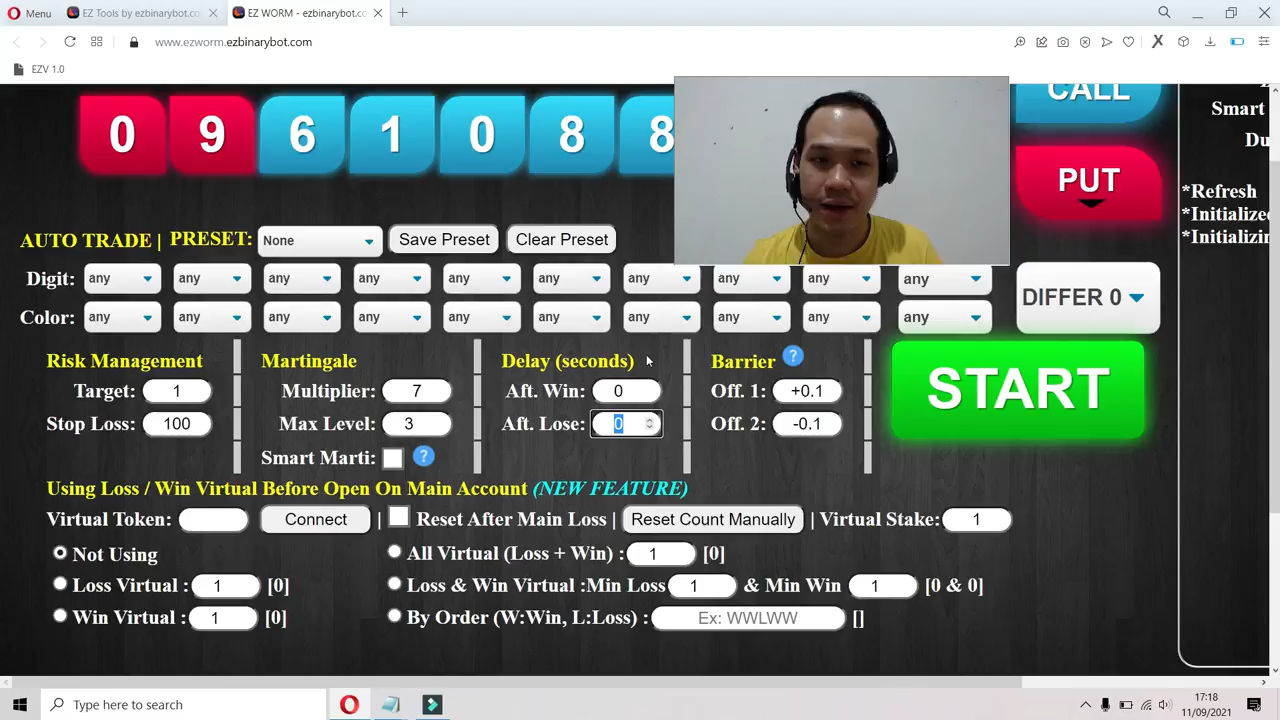 Menu
EZ Tools by ezbinarybot.co
EZ WORM - ezbinarybot.co
www.ezworm.ezbinarybot.com
EZV 1.0
0 9 6 1 0 8 8
CALL
PUT
Smart
Du
*Refresh
*Initialize
*Initializin
AUTO TRADE | PRESET: None Save Preset Clear Preset
Digit: any any any any any any any any any any
Color: any any any any any any any any any any
DIFFER 0
START
Risk Management Martingale Delay (seconds) Barrier ?
Target: 1 Multiplier: 7 Aft. Win: 0 Off. 1: +0.1
Stop Loss: 100 Max Level: 3 Aft. Lose: 0 Off. 2: -0.1
Smart Marti: ?
Using Loss / Win Virtual Before Open On Main Account (NEW FEATURE)
Virtual Token: Connect | Reset After Main Loss | Reset Count Manually | Virtual Stake: 1
Not Using All Virtual (Loss + Win) : 1 [0]
Loss Virtual : 1 [0] Loss & Win Virtual :Min Loss 1 & Min Win 1 [0 & 0]
Win Virtual : 1 [0] By Order (W:Win, L:Loss) : Ex: WWLWW []
Type here to search
17:18
11/09/2021